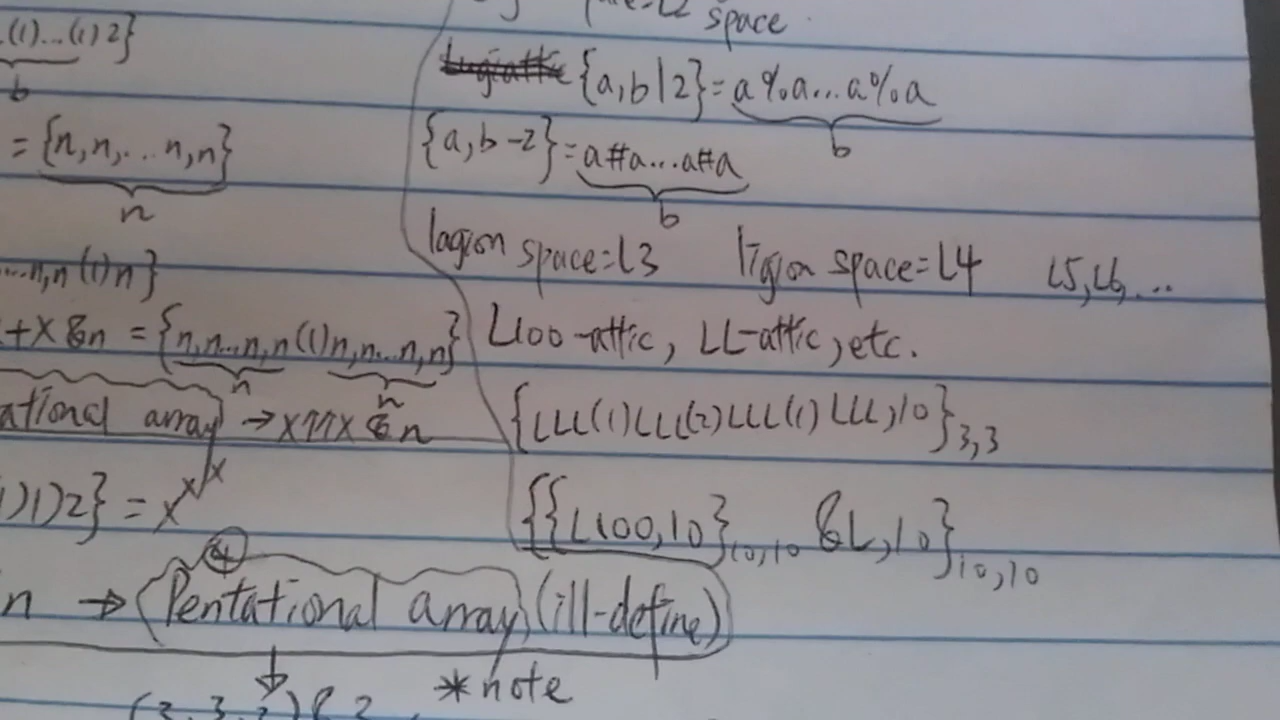 (1)...(1)2}
b
= {n,n,...n,n}
n
...n,n(1)n}
+X&n = {n,n...n,n(1)n,n...n,n}
n n
ational array → X↑↑X&n
)1)2} = X^X^X
4
n → Pentational array (ill-define)
*note
space
{a,b|2}=a%a...a%a
b
{a,b-2}=a#a...a#a
b
lagion space=L3 ligion space=L4 L5,L6,...
L100-attic, LL-attic, etc.
{LLL(1)LLL(2)LLL(1)LLL,10}3,3
{{L100,10}10,10 &L,10}10,10